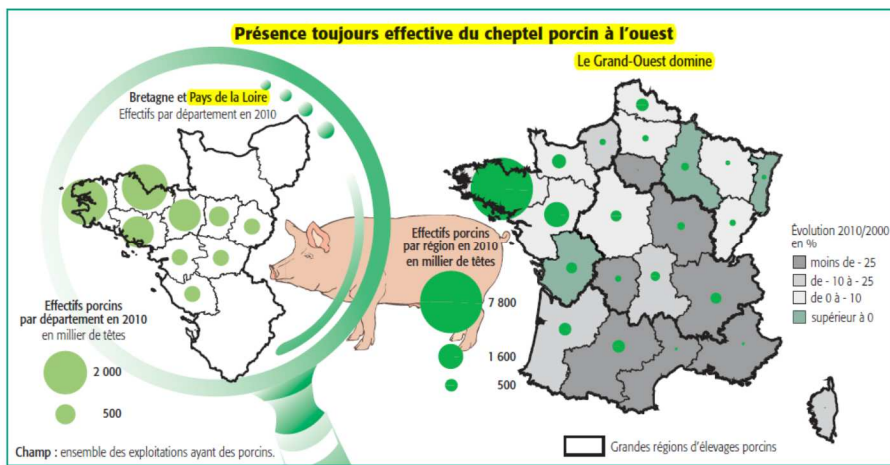 Présence toujours effective du cheptel porcin à l'ouest
Bretagne et Pays de la Loire
Effectifs par département en 2010
Effectifs porcins
par département en 2010
en millier de têtes
2 000
500
Champ : ensemble des exploitations ayant des porcins.
Le Grand-Ouest domine
Effectifs porcins
par région en 2010
en millier de têtes
7 800
1 600
500
Évolution 2010/2000
en %
moins de - 25
de - 10 à - 25
de 0 à - 10
supérieur à 0
Grandes régions d'élevages porcins